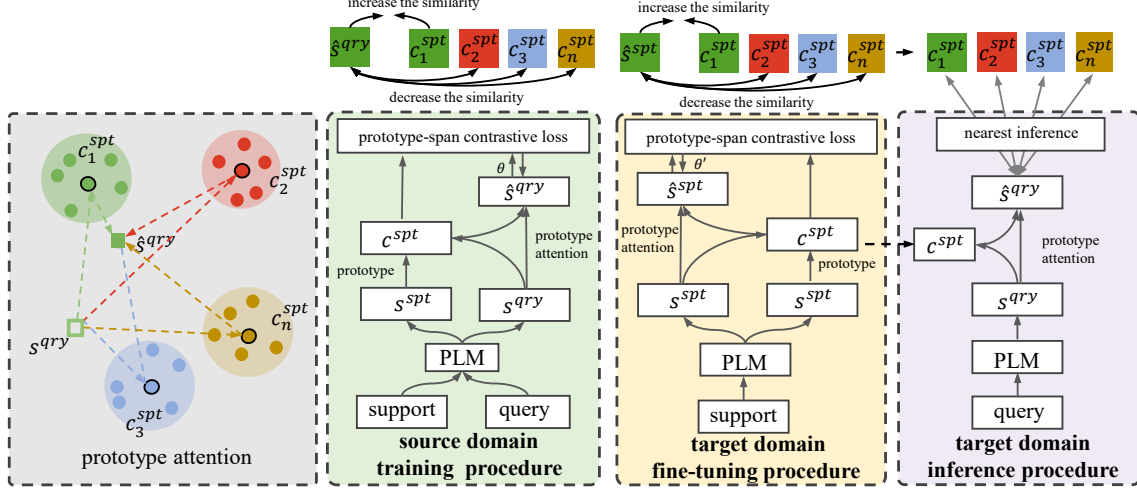 increase the similarity
ŝ^{qry} c_1^{spt} c_2^{spt} c_3^{spt} c_n^{spt}
decrease the similarity
increase the similarity
ŝ^{spt} c_1^{spt} c_2^{spt} c_3^{spt} c_n^{spt}
decrease the similarity
c_1^{spt} c_2^{spt} c_3^{spt} c_n^{spt}
c_1^{spt}
c_2^{spt}
ŝ^{qry}
s^{qry}
c_n^{spt}
c_3^{spt}
prototype attention
prototype-span contrastive loss
θ
ŝ^{qry}
c^{spt}
prototype
attention
prototype
s^{spt} s^{qry}
PLM
support query
source domain
training procedure
prototype-span contrastive loss
θ′
ŝ^{spt}
prototype
attention
c^{spt}
prototype
s^{spt} s^{spt}
PLM
support
target domain
fine-tuning procedure
nearest inference
ŝ^{qry}
c^{spt}
prototype
attention
s^{qry}
PLM
query
target domain
inference procedure